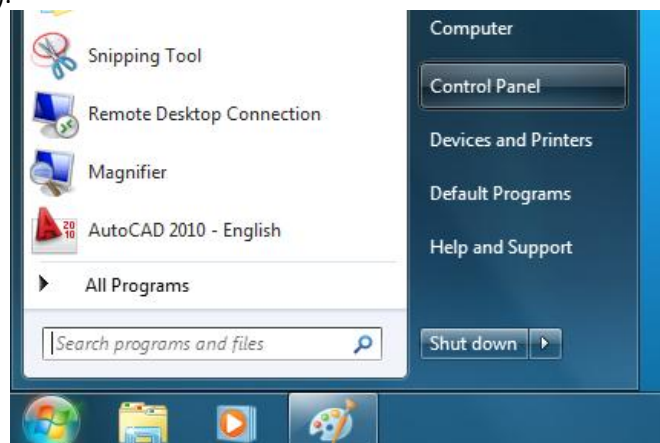 y.
Snipping Tool
Remote Desktop Connection
Magnifier
AutoCAD 2010 - English
All Programs
Search programs and files
Computer
Control Panel
Devices and Printers
Default Programs
Help and Support
Shut down